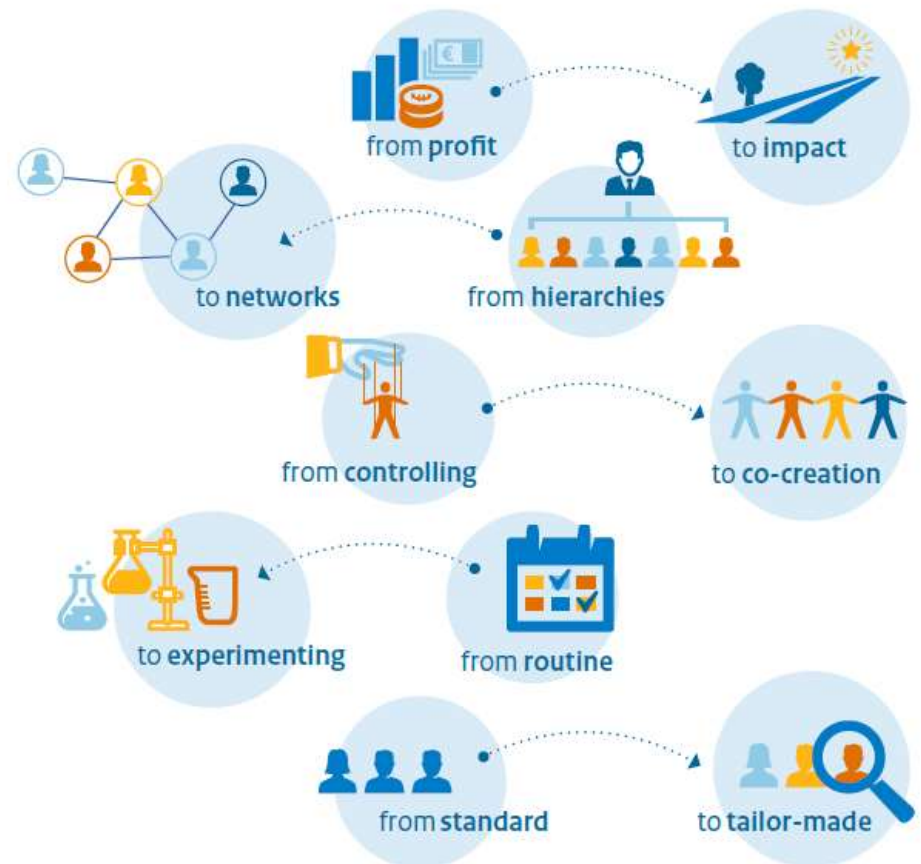 from profit
to impact
to networks
from hierarchies
from controlling
to co-creation
to experimenting
from routine
from standard
to tailor-made